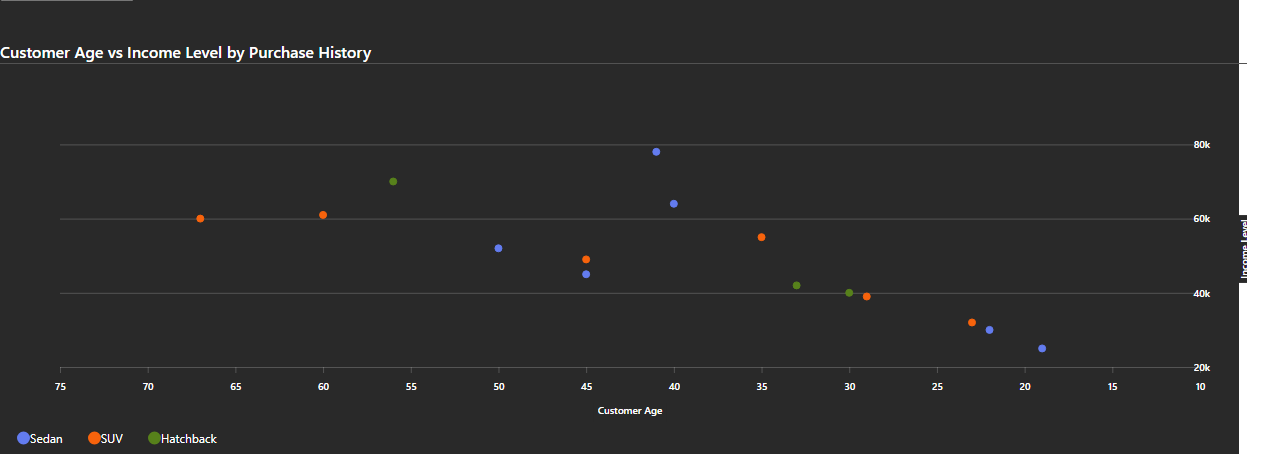 Customer Age vs Income Level by Purchase History
80k
60k
40k
20k
Income Level
75 70 65 60 55 50 45 40 35 30 25 20 15 10
Customer Age
Sedan SUV Hatchback